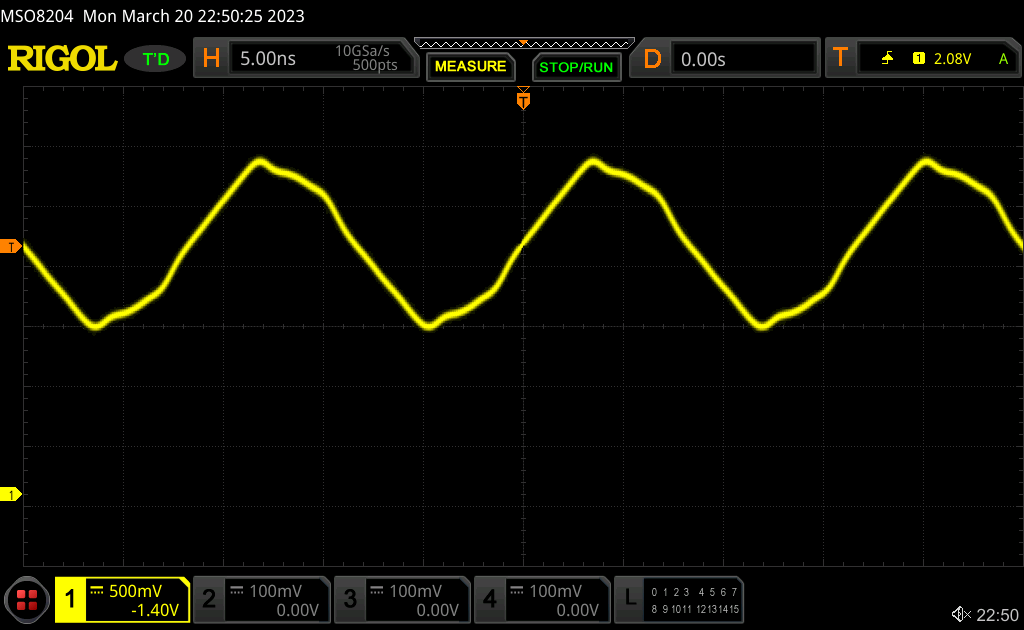 MSO8204 Mon March 20 22:50:25 2023
RIGOL T'D H 5.00ns 10GSa/s 500pts MEASURE STOP/RUN D 0.00s T 1 2.08V A
T
T
1
1 500mV -1.40V 2 100mV 0.00V 3 100mV 0.00V 4 100mV 0.00V L 0 1 2 3 4 5 6 7 8 9 10 11 12 13 14 15
22:50